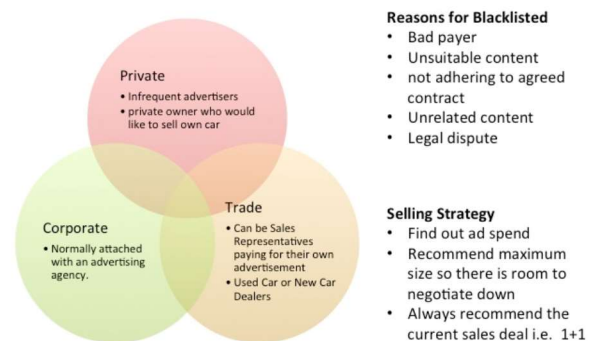 Private
• Infrequent advertisers
• private owner who would
like to sell own car
Corporate
• Normally attached
with an advertising
agency.
Trade
• Can be Sales
Representatives
paying for their own
advertisement
• Used Car or New Car
Dealers
Reasons for Blacklisted
• Bad payer
• Unsuitable content
• not adhering to agreed
contract
• Unrelated content
• Legal dispute
Selling Strategy
• Find out ad spend
• Recommend maximum
size so there is room to
negotiate down
• Always recommend the
current sales deal i.e. 1+1